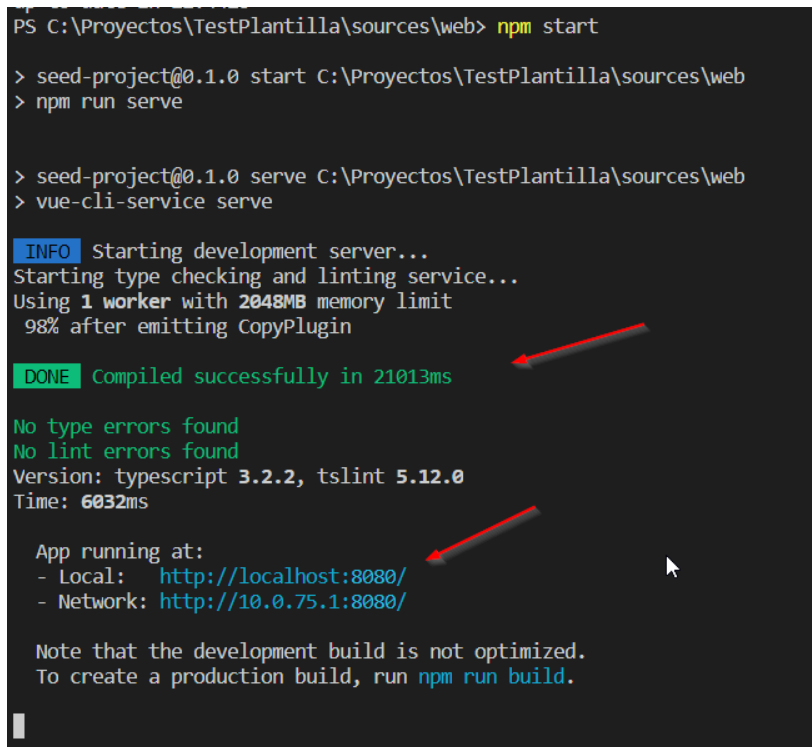 PS C:\Proyectos\TestPlantilla\sources\web> npm start
> seed-project@0.1.0 start C:\Proyectos\TestPlantilla\sources\web
> npm run serve
> seed-project@0.1.0 serve C:\Proyectos\TestPlantilla\sources\web
> vue-cli-service serve
INFO Starting development server...
Starting type checking and linting service...
Using 1 worker with 2048MB memory limit
98% after emitting CopyPlugin
DONE Compiled successfully in 21013ms
No type errors found
No lint errors found
Version: typescript 3.2.2, tslint 5.12.0
Time: 6032ms
App running at:
- Local: http://localhost:8080/
- Network: http://10.0.75.1:8080/
Note that the development build is not optimized.
To create a production build, run npm run build.